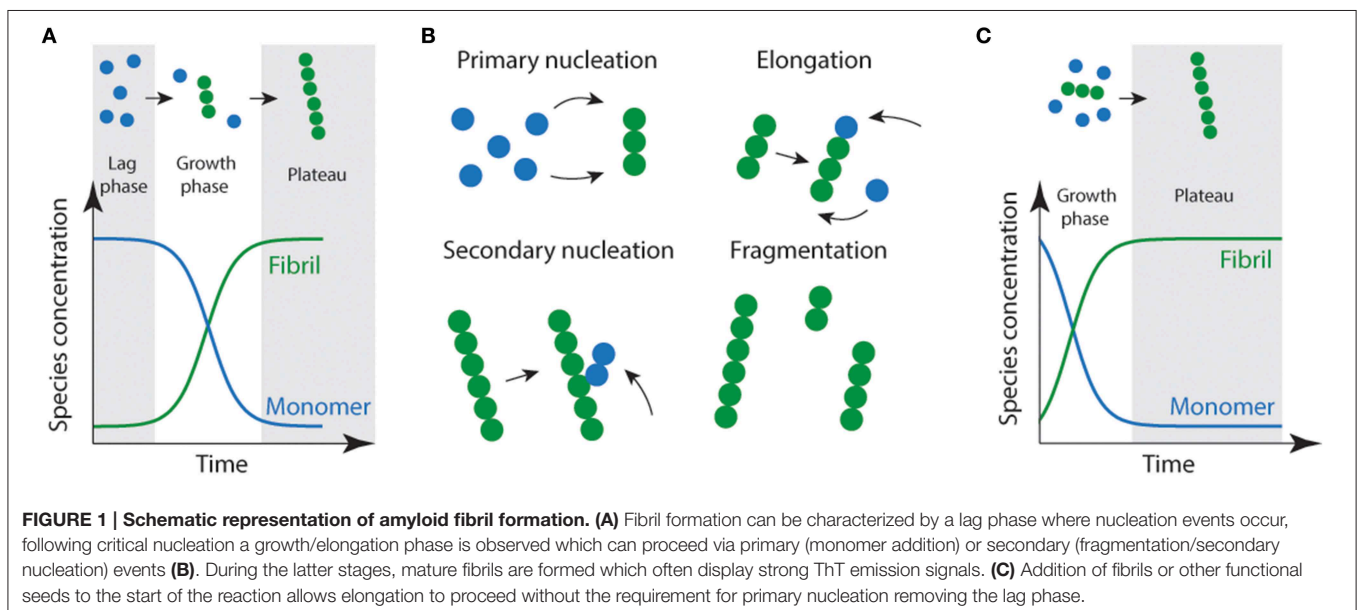 A
Lag
phase
Growth
phase
Plateau
Species concentration
Fibril
Monomer
Time
B
Primary nucleation
Elongation
Secondary nucleation
Fragmentation
C
Growth
phase
Plateau
Species concentration
Fibril
Monomer
Time
FIGURE 1 | Schematic representation of amyloid fibril formation. (A) Fibril formation can be characterized by a lag phase where nucleation events occur,
following critical nucleation a growth/elongation phase is observed which can proceed via primary (monomer addition) or secondary (fragmentation/secondary
nucleation) events (B). During the latter stages, mature fibrils are formed which often display strong ThT emission signals. (C) Addition of fibrils or other functional
seeds to the start of the reaction allows elongation to proceed without the requirement for primary nucleation removing the lag phase.